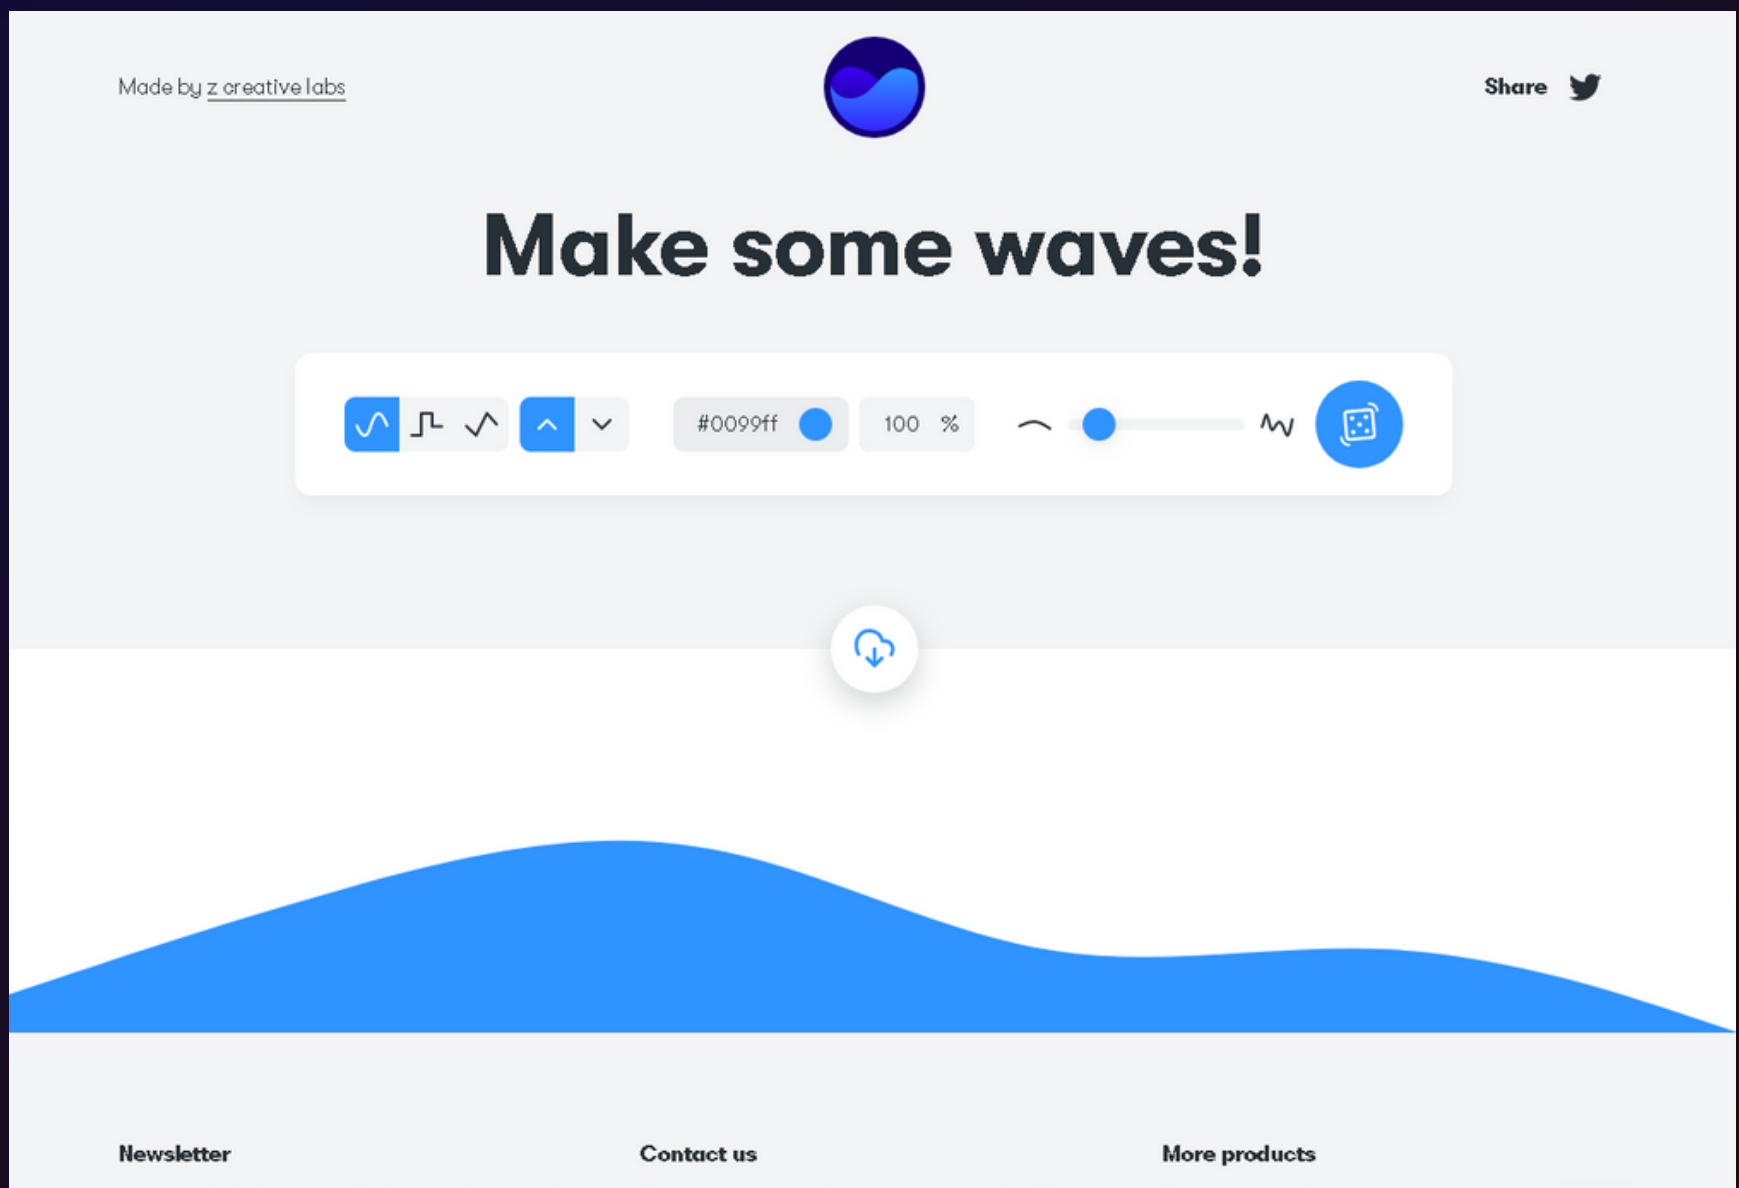 Made by z creative labs
Share
Make some waves!
#0099ff
100 %
Newsletter
Contact us
More products